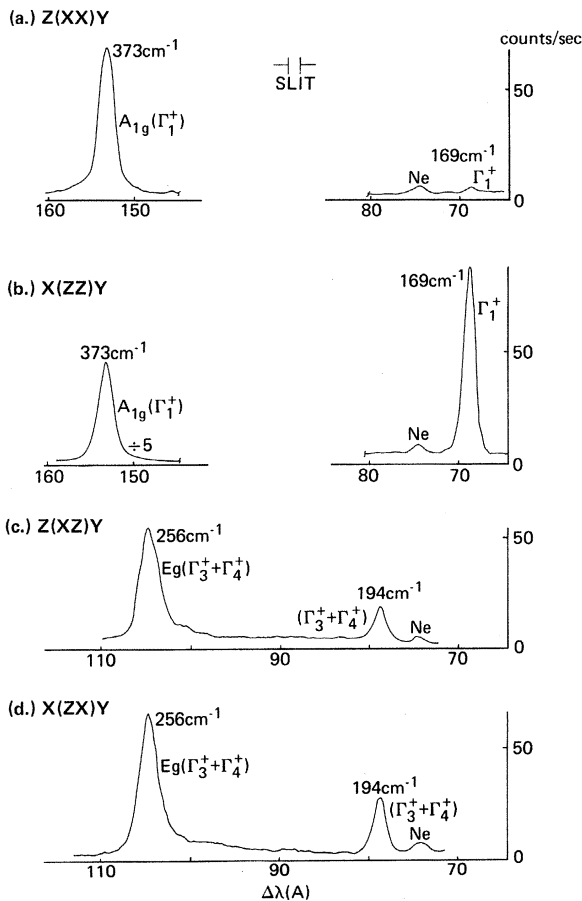 (a.) Z(XX)Y
counts/sec
373cm⁻¹
SLIT
50
A₁g(Γ₁⁺)
169cm⁻¹
Ne
Γ₁⁺
0
160 150 80 70
(b.) X(ZZ)Y
169cm⁻¹
Γ₁⁺
373cm⁻¹
50
A₁g(Γ₁⁺)
÷5
Ne
0
160 150 80 70
(c.) Z(XZ)Y
256cm⁻¹
50
Eg(Γ₃⁺+Γ₄⁺)
194cm⁻¹
(Γ₃⁺+Γ₄⁺)
Ne
0
110 90 70
(d.) X(ZX)Y
256cm⁻¹
50
Eg(Γ₃⁺+Γ₄⁺)
194cm⁻¹
(Γ₃⁺+Γ₄⁺)
Ne
0
110 90 70
Δλ(A)